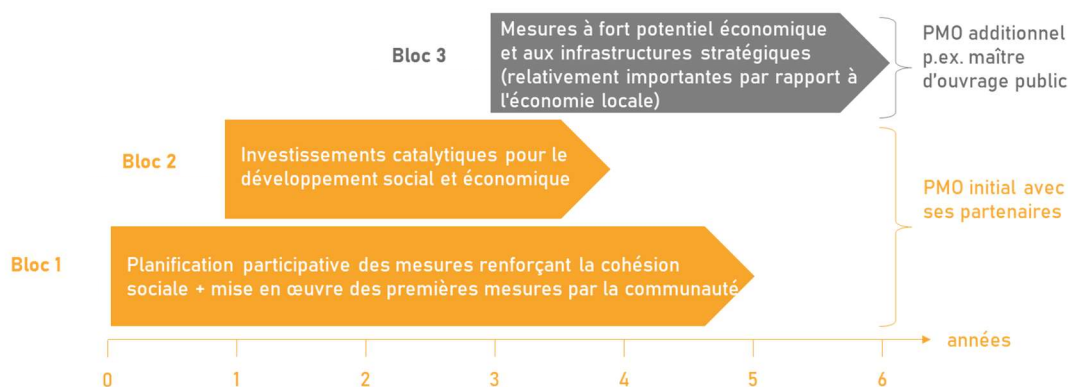 Bloc 3
Mesures à fort potentiel économique
et aux infrastructures stratégiques
(relativement importantes par rapport à
l'économie locale)
PMO additionnel
p.ex. maître
d'ouvrage public
Bloc 2
Investissements catalytiques pour le
développement social et économique
PMO initial avec
ses partenaires
Bloc 1
Planification participative des mesures renforçant la cohésion
sociale + mise en œuvre des premières mesures par la communauté
années
0 1 2 3 4 5 6